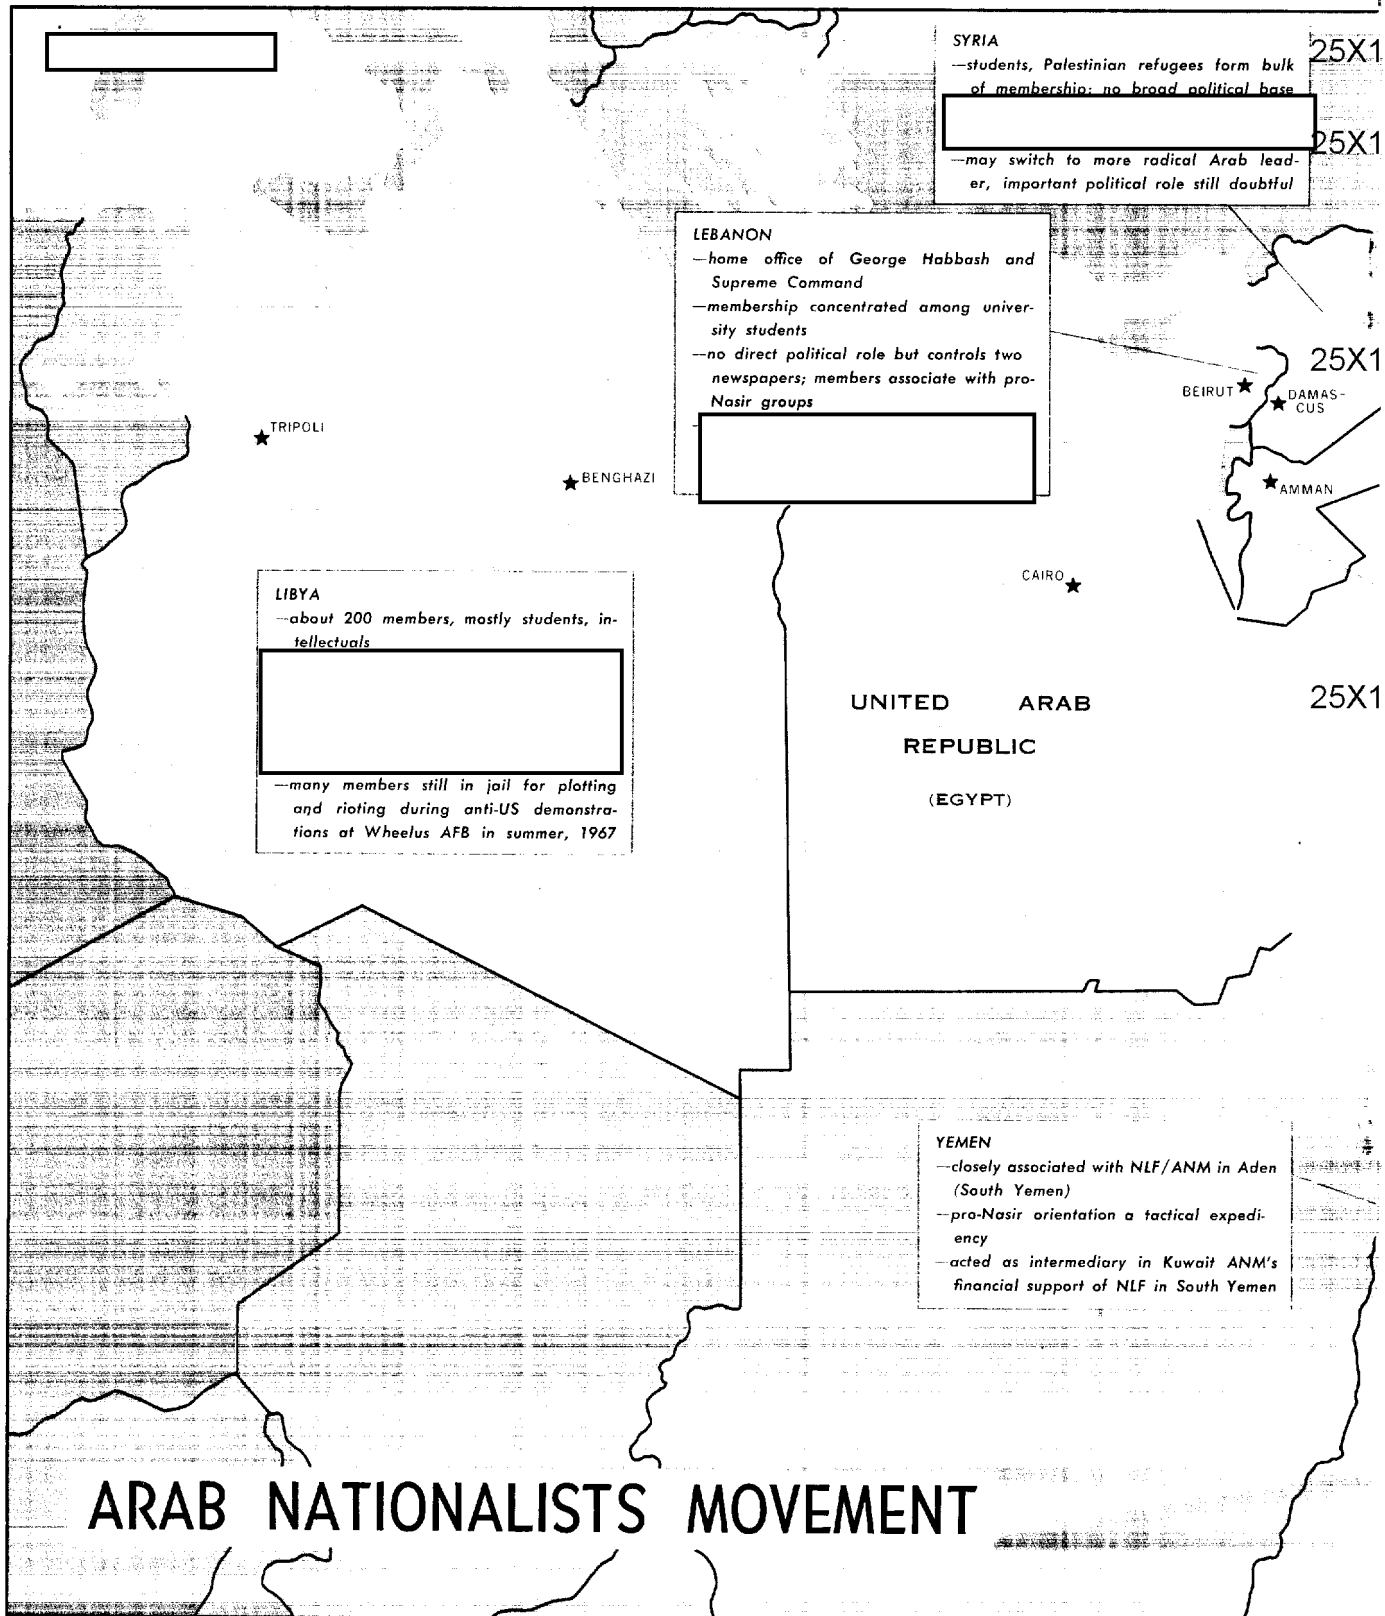 SYRIA
—students, Palestinian refugees form bulk
of membership; no broad political base
25X1
25X1
—may switch to more radical Arab lead-
er, important political role still doubtful
LEBANON
—home office of George Habbash and
Supreme Command
—membership concentrated among univer-
sity students
—no direct political role but controls two
newspapers; members associate with pro-
Nasir groups
25X1
BEIRUT
DAMAS-
CUS
TRIPOLI
BENGHAZI
AMMAN
CAIRO
LIBYA
—about 200 members, mostly students, in-
tellectuals
—many members still in jail for plotting
and rioting during anti-US demonstra-
tions at Wheelus AFB in summer, 1967
UNITED ARAB
REPUBLIC
(EGYPT)
25X1
YEMEN
—closely associated with NLF/ANM in Aden
(South Yemen)
—pro-Nasir orientation a tactical expedi-
ency
—acted as intermediary in Kuwait ANM's
financial support of NLF in South Yemen
ARAB NATIONALISTS MOVEMENT